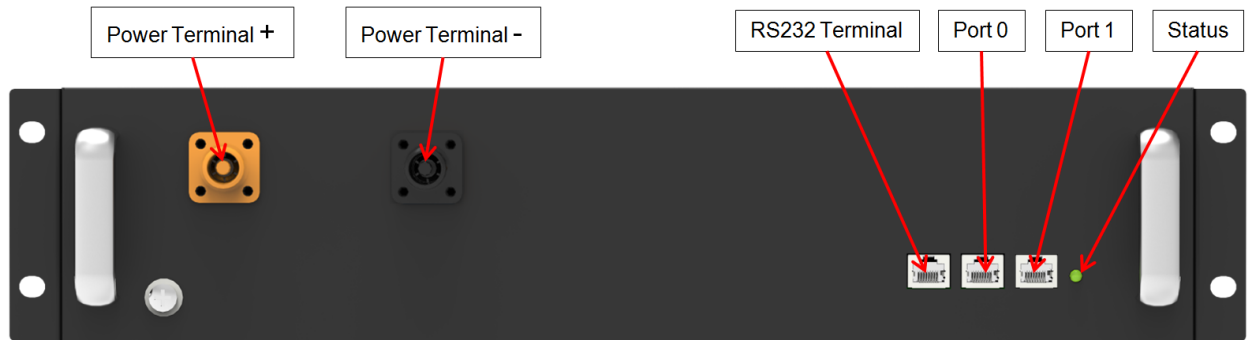 Power Terminal +
Power Terminal -
RS232 Terminal
Port 0
Port 1
Status